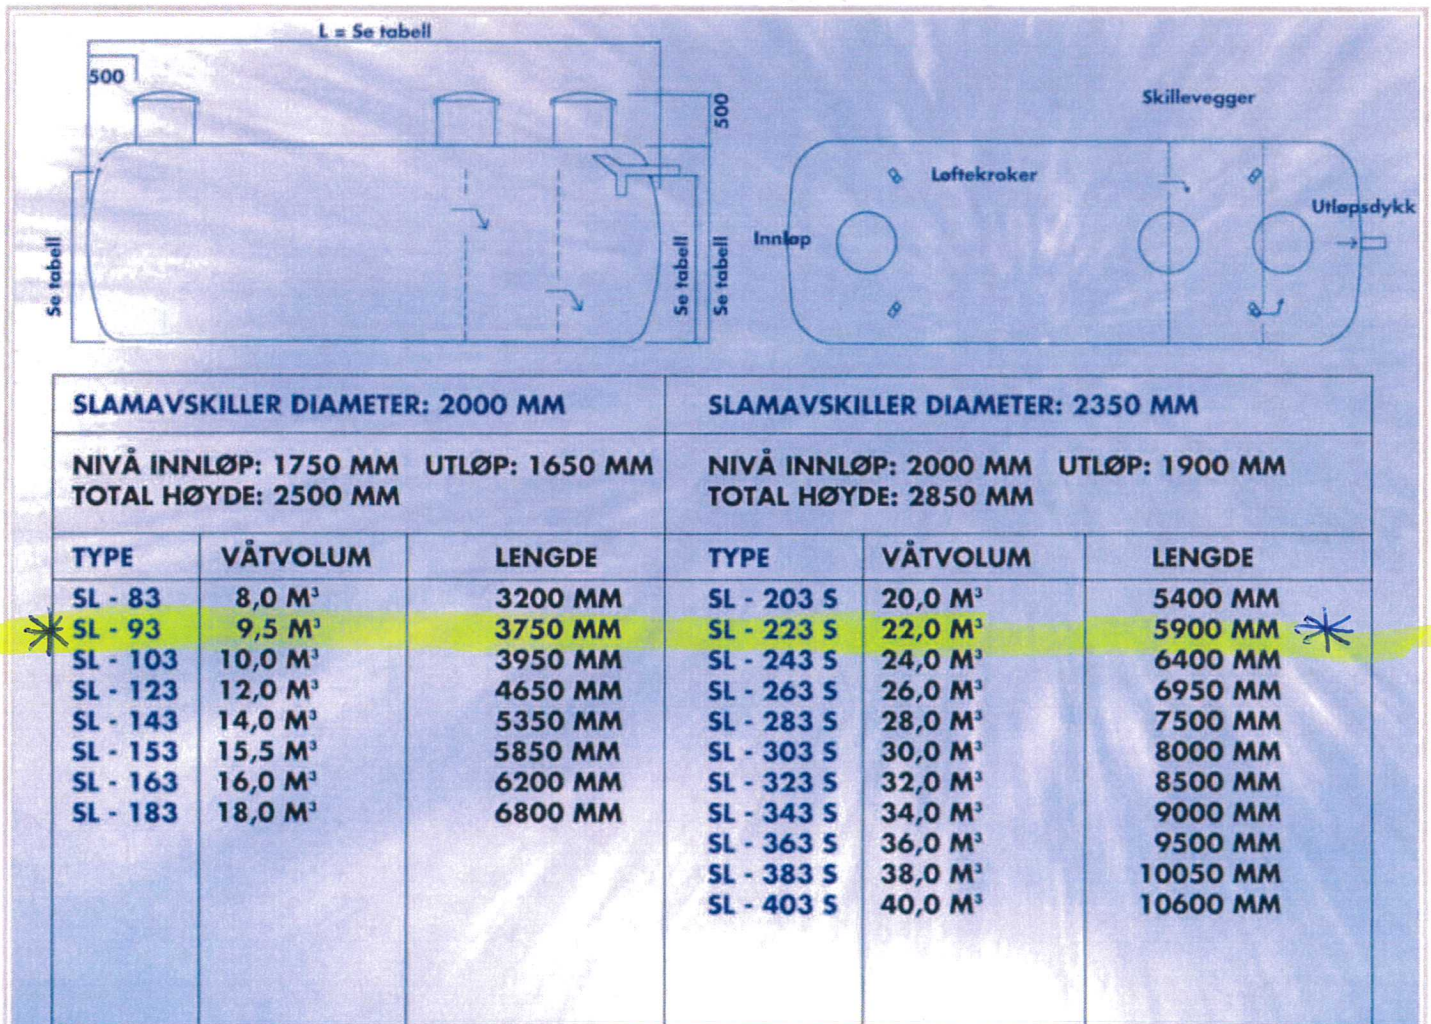 L = Se tabell
500
500
Se tabell
Se tabell
Se tabell
Skillevegger
Løftekroker
Innløp
Utløpsdykk
SLAMAVSKILLER DIAMETER: 2000 MM
SLAMAVSKILLER DIAMETER: 2350 MM
NIVÅ INNLØP: 1750 MM UTLØP: 1650 MM
TOTAL HØYDE: 2500 MM
NIVÅ INNLØP: 2000 MM UTLØP: 1900 MM
TOTAL HØYDE: 2850 MM
TYPE VÅTVOLUM LENGDE TYPE VÅTVOLUM LENGDE
SL - 83 8,0 M³ 3200 MM SL - 203 S 20,0 M³ 5400 MM
* SL - 93 9,5 M³ 3750 MM SL - 223 S 22,0 M³ 5900 MM *
SL - 103 10,0 M³ 3950 MM SL - 243 S 24,0 M³ 6400 MM
SL - 123 12,0 M³ 4650 MM SL - 263 S 26,0 M³ 6950 MM
SL - 143 14,0 M³ 5350 MM SL - 283 S 28,0 M³ 7500 MM
SL - 153 15,5 M³ 5850 MM SL - 303 S 30,0 M³ 8000 MM
SL - 163 16,0 M³ 6200 MM SL - 323 S 32,0 M³ 8500 MM
SL - 183 18,0 M³ 6800 MM SL - 343 S 34,0 M³ 9000 MM
SL - 363 S 36,0 M³ 9500 MM
SL - 383 S 38,0 M³ 10050 MM
SL - 403 S 40,0 M³ 10600 MM